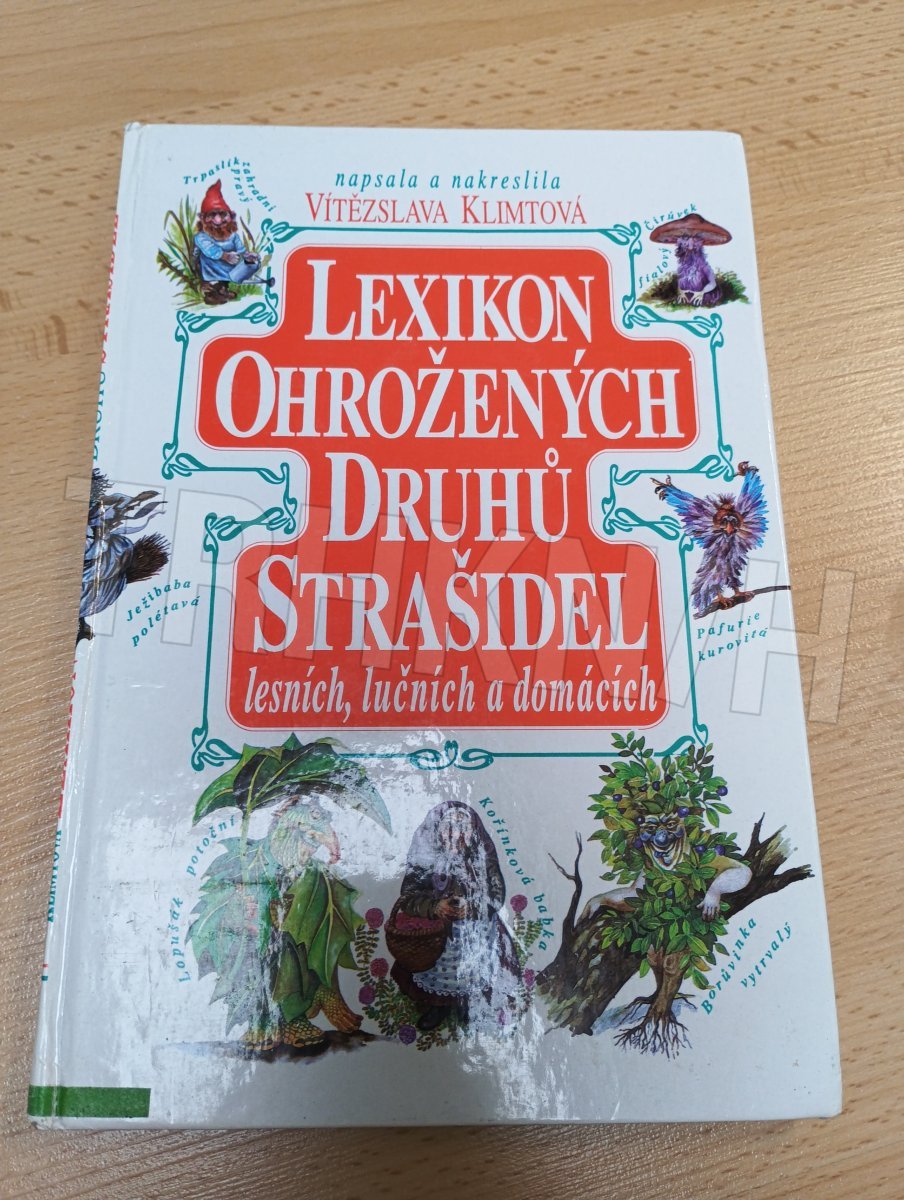 Trpaslík
zahradní
pravý
napsala a nakreslila
VÍTĚZSLAVA KLIMTOVÁ
Čirůvek
fialový
LEXIKON
OHROŽENÝCH
DRUHŮ
STRAŠIDEL
lesních, lučních a domácích
Ježibaba
polétavá
Pafurie
kurovitá
TRHKNIH
Lopušák potoční
Kořínková babka
Borůvinka
vytrvalý